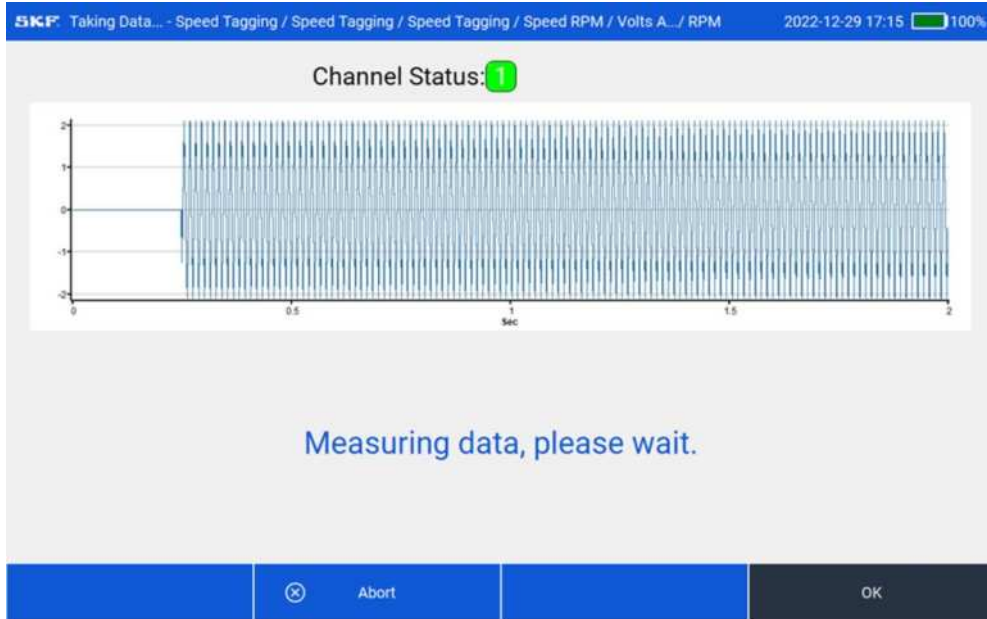 SKF. Taking Data... - Speed Tagging / Speed Tagging / Speed Tagging / Speed RPM / Volts A.../ RPM 2022-12-29 17:15 100%
Channel Status: 1
2
1
0
-1
-2
0 0.5 1 1.5 2
Sec
Measuring data, please wait.
Abort OK